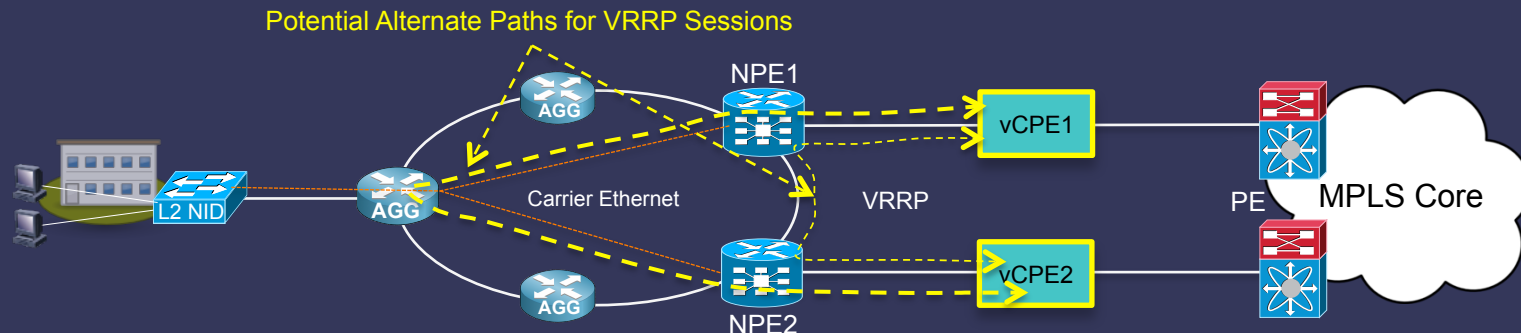 Potential Alternate Paths for VRRP Sessions
NPE1
AGG
vCPE1
L2 NID
AGG
Carrier Ethernet
VRRP
PE
MPLS Core
AGG
vCPE2
NPE2